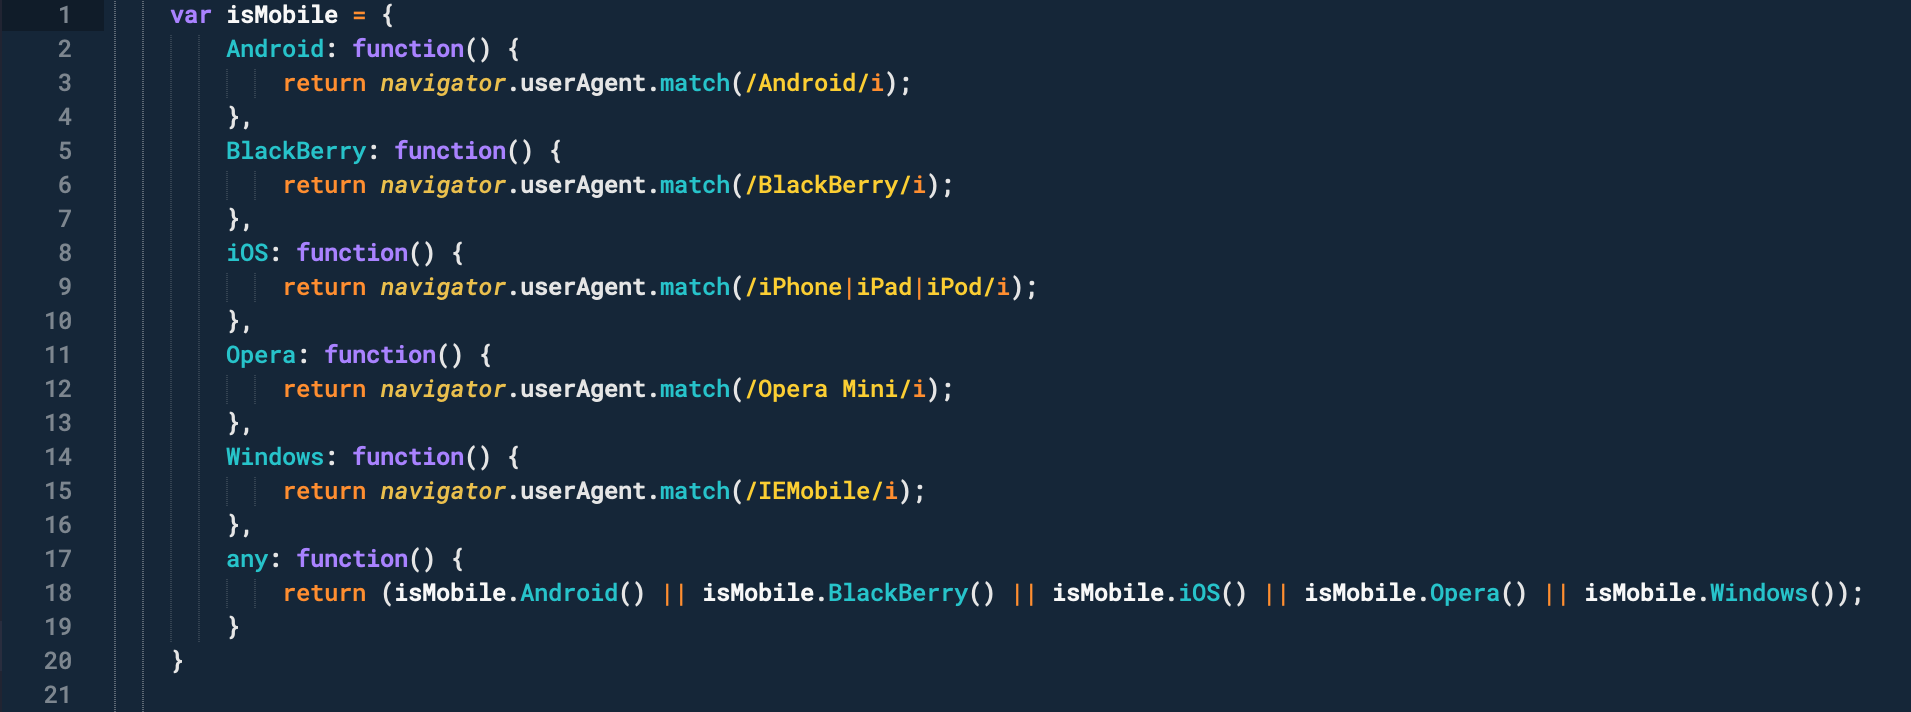 1 var isMobile = {
2 Android: function() {
3 return navigator.userAgent.match(/Android/i);
4 },
5 BlackBerry: function() {
6 return navigator.userAgent.match(/BlackBerry/i);
7 },
8 iOS: function() {
9 return navigator.userAgent.match(/iPhone|iPad|iPod/i);
10 },
11 Opera: function() {
12 return navigator.userAgent.match(/Opera Mini/i);
13 },
14 Windows: function() {
15 return navigator.userAgent.match(/IEMobile/i);
16 },
17 any: function() {
18 return (isMobile.Android() || isMobile.BlackBerry() || isMobile.iOS() || isMobile.Opera() || isMobile.Windows());
19 }
20 }
21